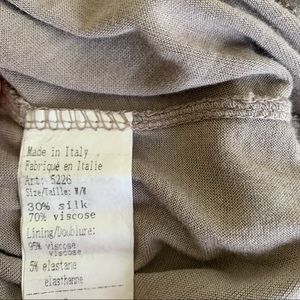 Made in Italy
Fabriqué en Italie
Art: 5226
Size/Taille: M/M
30% silk
70% viscose
Lining/Doublure:
95% viscose
viscose
5% elastane
elasthanne